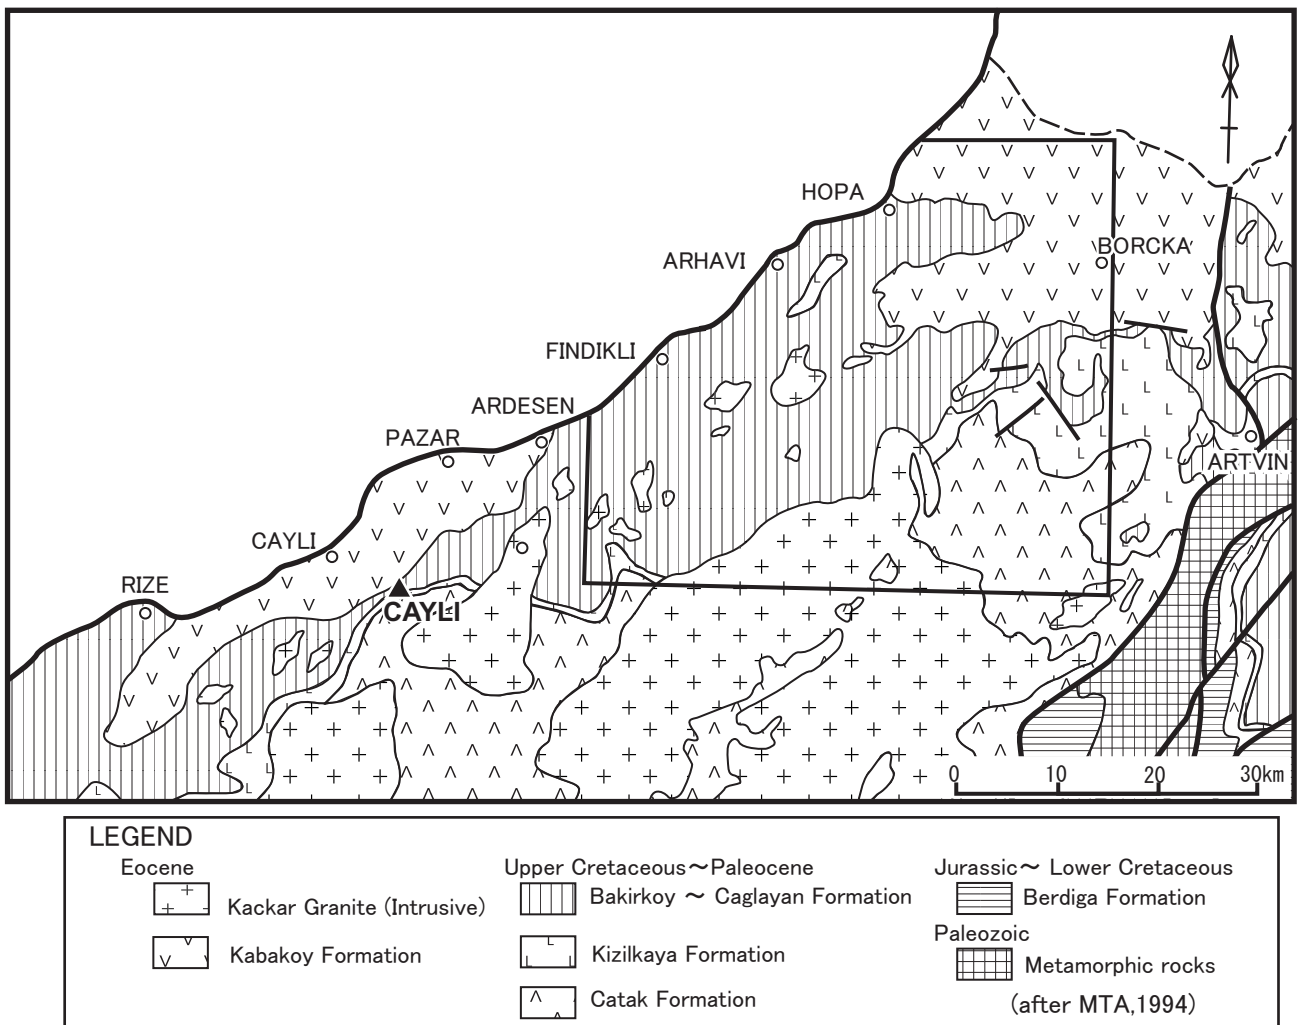 HOPA
BORCKA
ARHAVI
FINDIKLI
ARDESEN
PAZAR
ARTVIN
CAYLI
RIZE
CAYLI
0 10 20 30km
LEGEND
Eocene
Kackar Granite (Intrusive)
Kabakoy Formation
Upper Cretaceous～Paleocene
Bakirkoy ～ Caglayan Formation
Kizilkaya Formation
Catak Formation
Jurassic～ Lower Cretaceous
Berdiga Formation
Paleozoic
Metamorphic rocks
(after MTA,1994)